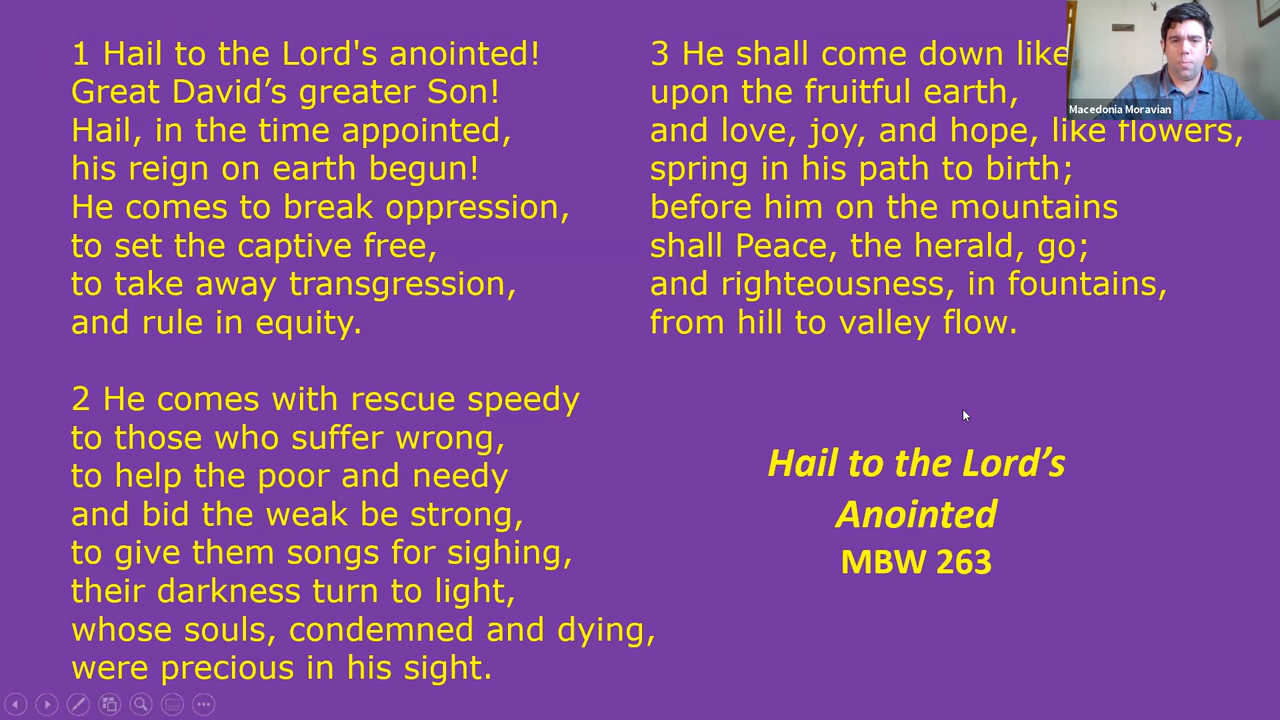 1 Hail to the Lord's anointed!
Great David’s greater Son!
Hail, in the time appointed,
his reign on earth begun!
He comes to break oppression,
to set the captive free,
to take away transgression,
and rule in equity.
2 He comes with rescue speedy
to those who suffer wrong,
to help the poor and needy
and bid the weak be strong,
to give them songs for sighing,
their darkness turn to light,
whose souls, condemned and dying,
were precious in his sight.
3 He shall come down like
upon the fruitful earth,
and love, joy, and hope, like flowers,
spring in his path to birth;
before him on the mountains
shall Peace, the herald, go;
and righteousness, in fountains,
from hill to valley flow.
Hail to the Lord’s
Anointed
MBW 263
Macedonia Moravian